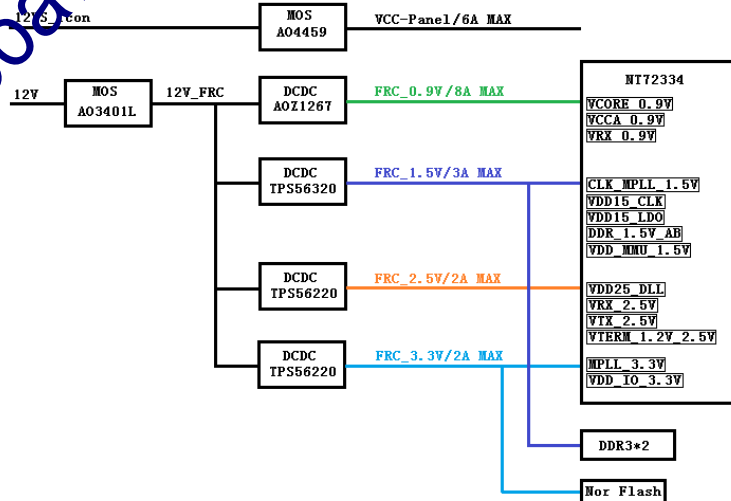 12VS_Tcon
MOS
AO4459
VCC-Panel/6A MAX
12V
MOS
AO3401L
12V_FRC
DCDC
AOZ1267
FRC_0.9V/8A MAX
NT72334
VCORE_0.9V
VCCA_0.9V
VRX_0.9V
DCDC
TPS56320
FRC_1.5V/3A MAX
CLK_MPLL_1.5V
VDD15_CLK
VDD15_LDO
DDR_1.5V_AB
VDD_MMU_1.5V
DCDC
TPS56220
FRC_2.5V/2A MAX
VDD25_DLL
VRX_2.5V
VTX_2.5V
VTERM_1.2V_2.5V
DCDC
TPS56220
FRC_3.3V/2A MAX
MPLL_3.3V
VDD_IO_3.3V
DDR3*2
Nor Flash